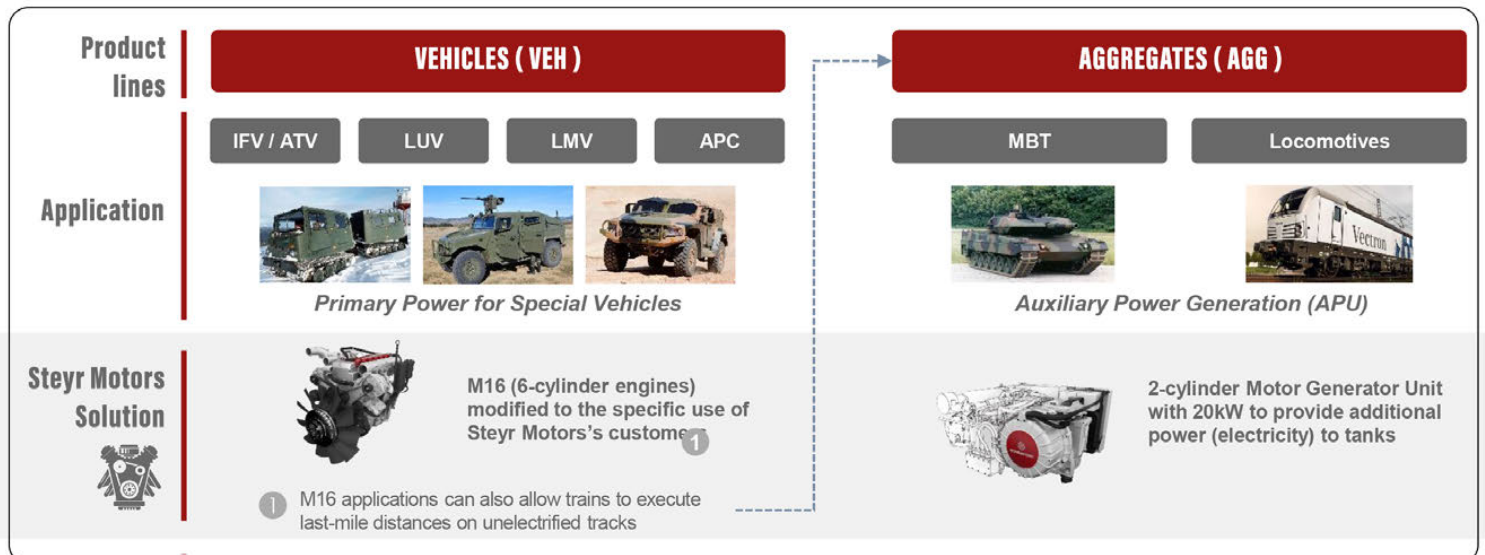 Product
lines
VEHICLES ( VEH )
AGGREGATES ( AGG )
Application
IFV / ATV
LUV
LMV
APC
MBT
Locomotives
Vectron
Primary Power for Special Vehicles
Auxiliary Power Generation (APU)
Steyr Motors
Solution
M16 (6-cylinder engines)
modified to the specific use of
Steyr Motors's custome
1
2-cylinder Motor Generator Unit
with 20kW to provide additional
power (electricity) to tanks
1 M16 applications can also allow trains to execute
last-mile distances on unelectrified tracks